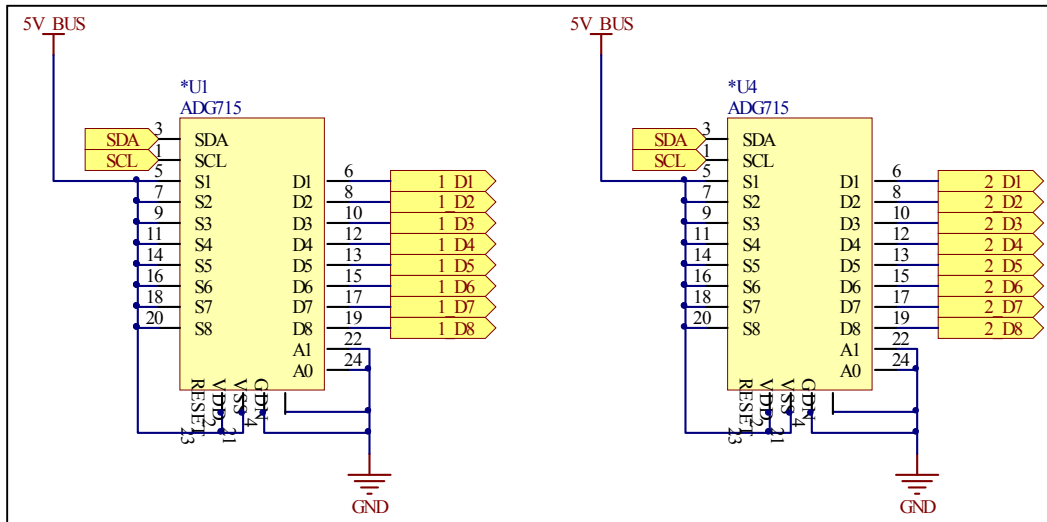 5V_BUS
*U1
ADG715
SDA 3 SDA
SCL 1 SCL
5 S1 D1 6 1_D1
7 S2 D2 8 1_D2
9 S3 D3 10 1_D3
11 S4 D4 12 1_D4
14 S5 D5 13 1_D5
16 S6 D6 15 1_D6
18 S7 D7 17 1_D7
20 S8 D8 19 1_D8
A1 22
A0 24
RESET VDD VSS GDN
23 2 21 4
GND
5V_BUS
*U4
ADG715
SDA 3 SDA
SCL 1 SCL
5 S1 D1 6 2_D1
7 S2 D2 8 2_D2
9 S3 D3 10 2_D3
11 S4 D4 12 2_D4
14 S5 D5 13 2_D5
16 S6 D6 15 2_D6
18 S7 D7 17 2_D7
20 S8 D8 19 2_D8
A1 22
A0 24
RESET VDD VSS GDN
23 2 21 4
GND